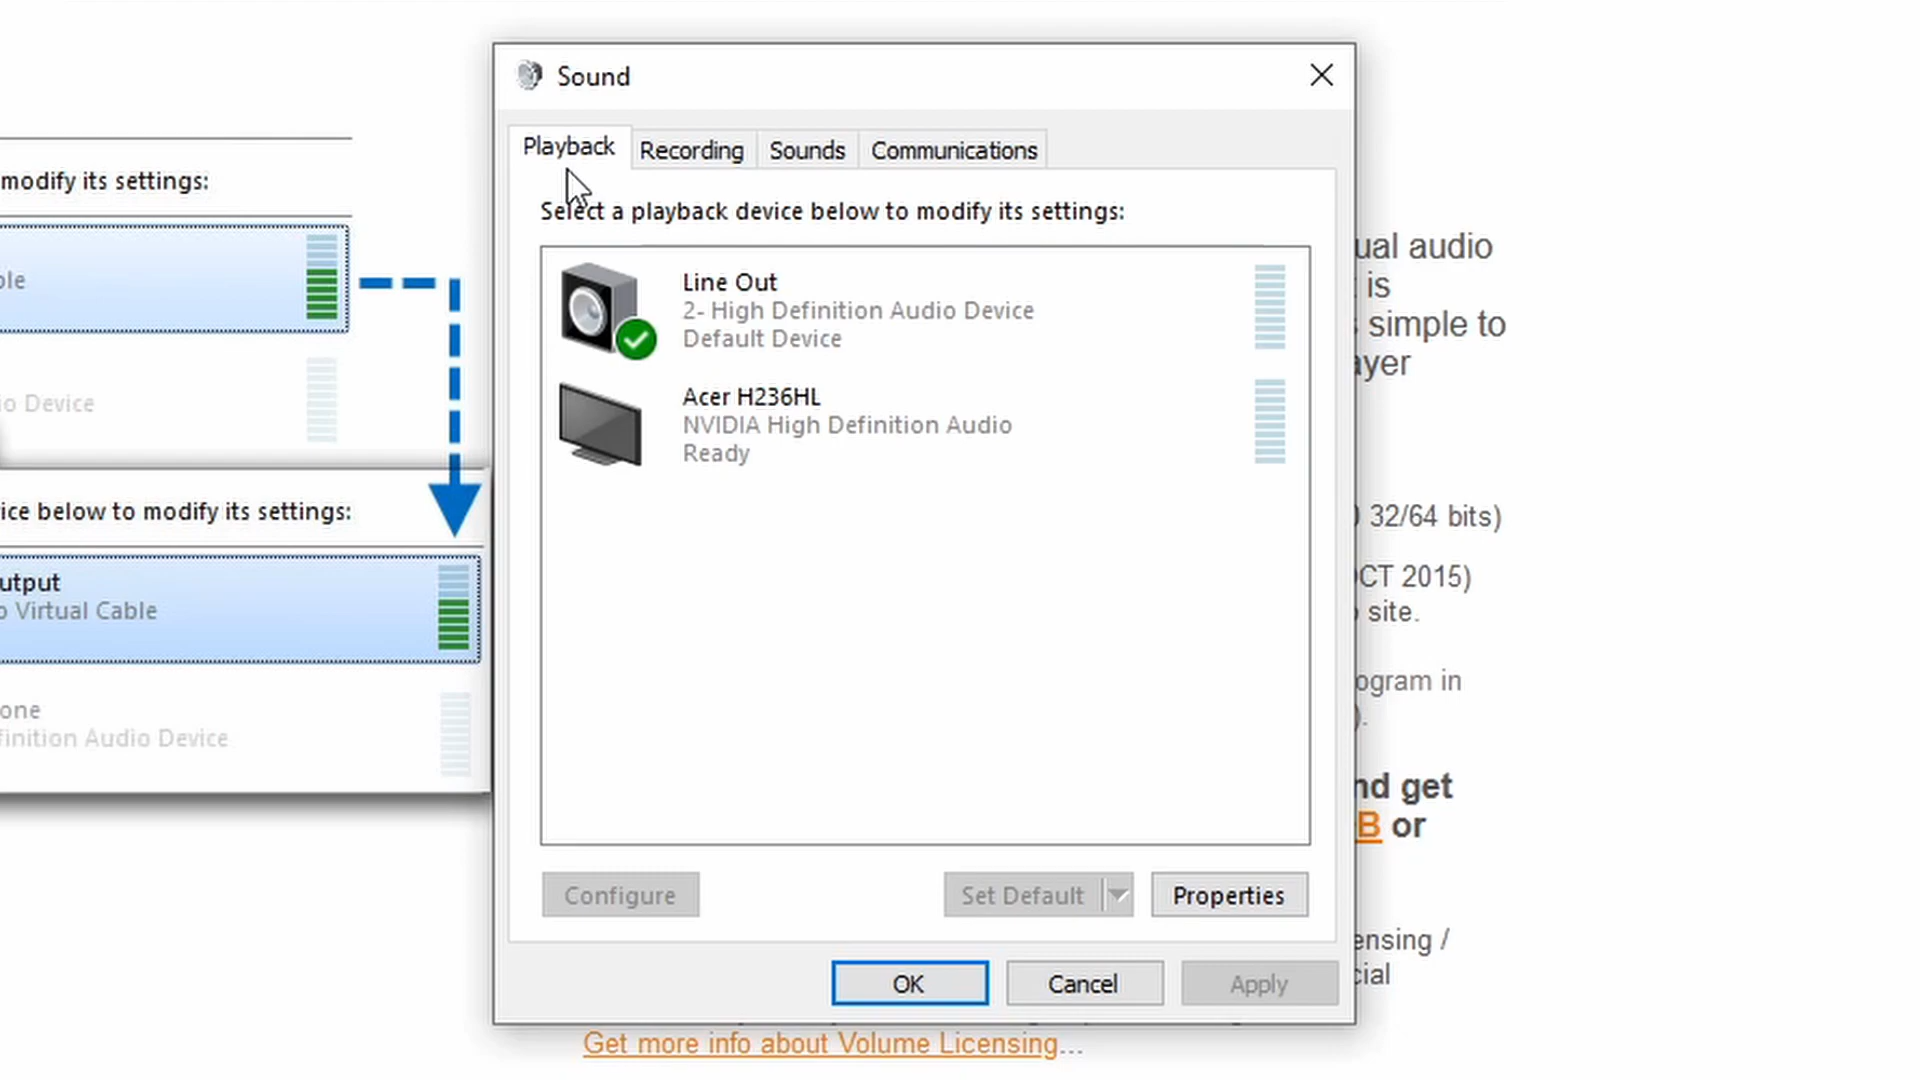 Sound
Playback
Recording
Sounds
Communications
Select a playback device below to modify its settings:
Line Out
2- High Definition Audio Device
Default Device
Acer H236HL
NVIDIA High Definition Audio
Ready
Configure
Set Default
Properties
OK
Cancel
Apply
modify its settings:
ble
io Device
ice below to modify its settings:
utput
o Virtual Cable
one
finition Audio Device
ual audio
is
simple to
ayer
32/64 bits)
OCT 2015)
site.
ogram in
).
nd get
B or
ensing /
cial
Get more info about Volume Licensing...